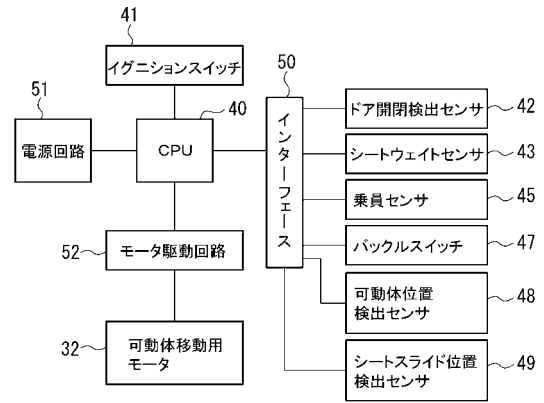 41
イグニションスイッチ
51
電源回路
40
CPU
50
インターフェース
ドア開閉検出センサ
42
シートウェイトセンサ
43
乗員センサ
45
バックルスイッチ
47
可動体位置
検出センサ
48
シートスライド位置
検出センサ
49
52
モータ駆動回路
32
可動体移動用
モータ